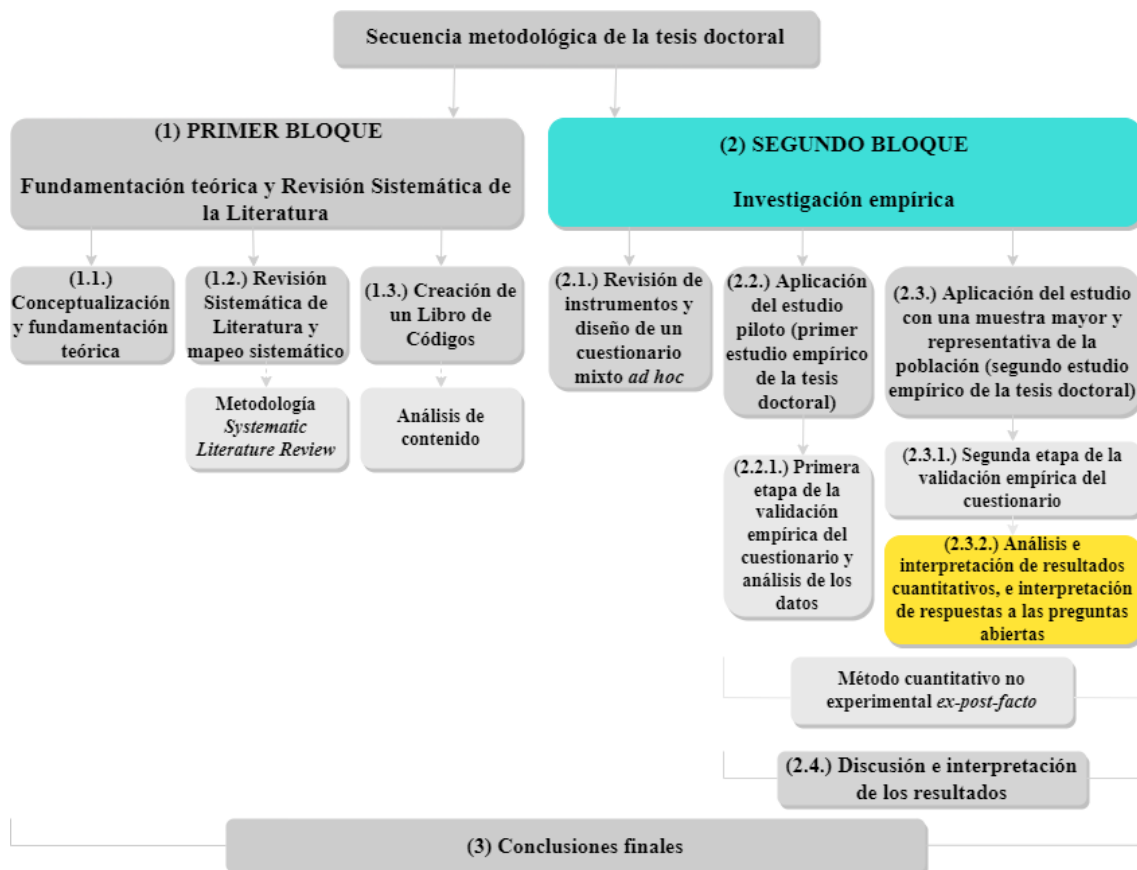 Secuencia metodológica de la tesis doctoral
(1) PRIMER BLOQUE
Fundamentación teórica y Revisión Sistemática de
la Literatura
(2) SEGUNDO BLOQUE
Investigación empírica
(1.1.)
Conceptualización
y fundamentación
teórica
(1.2.) Revisión
Sistemática de
Literatura y
mapeo sistemático
(1.3.) Creación de
un Libro de
Códigos
(2.1.) Revisión de
instrumentos y
diseño de un
cuestionario
mixto ad hoc
(2.2.) Aplicación
del estudio
piloto (primer
estudio empírico
de la tesis
doctoral)
(2.3.) Aplicación del estudio
con una muestra mayor y
representativa de la
población (segundo estudio
empírico de la tesis doctoral)
Metodología
Systematic
Literature Review
Análisis de
contenido
(2.2.1.) Primera
etapa de la
validación
empírica del
cuestionario y
análisis de los
datos
(2.3.1.) Segunda etapa de la
validación empírica del
cuestionario
(2.3.2.) Análisis e
interpretación de resultados
cuantitativos, e interpretación
de respuestas a las preguntas
abiertas
Método cuantitativo no
experimental ex-post-facto
(2.4.) Discusión e interpretación
de los resultados
(3) Conclusiones finales